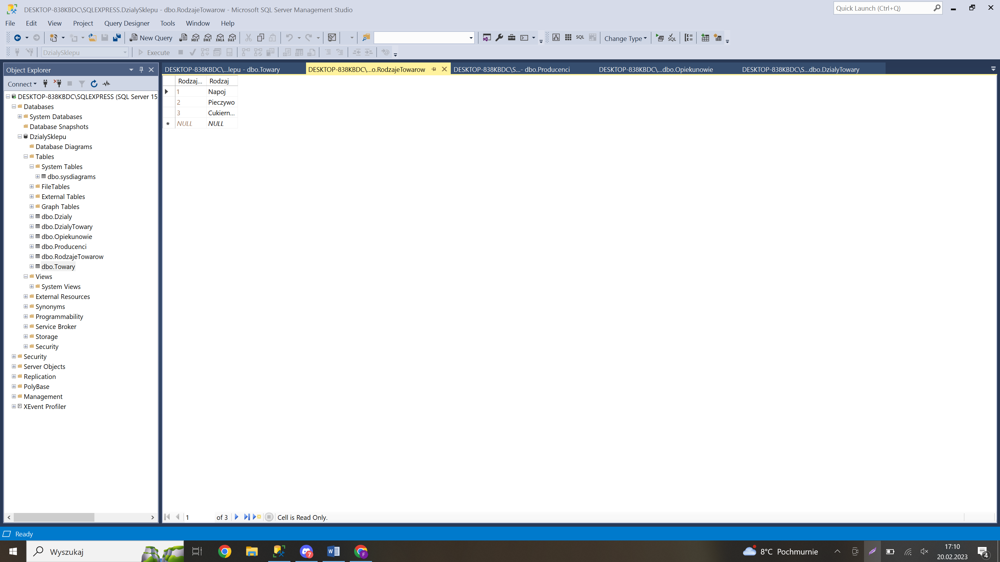 DESKTOP-838KBDC\SQLEXPRESS.DzialySklepu - dbo.RodzajeTowarow - Microsoft SQL Server Management Studio
Quick Launch (Ctrl+Q)
File Edit View Project Query Designer Tools Window Help
New Query MDX DMX XMLA DAX SQL Change Type SQL
DzialySklepu Execute
Object Explorer
DESKTOP-838KBDC\...lepu - dbo.Towary DESKTOP-838KBDC\...o.RodzajeTowarow DESKTOP-838KBDC\S...- dbo.Producenci DESKTOP-838KBDC\...dbo.Opiekunowie DESKTOP-838KBDC\S...dbo.DzialyTowary
Connect
DESKTOP-838KBDC\SQLEXPRESS (SQL Server 15
Databases
System Databases
Database Snapshots
DzialySklepu
Database Diagrams
Tables
System Tables
dbo.sysdiagrams
FileTables
External Tables
Graph Tables
dbo.Dzialy
dbo.DzialyTowary
dbo.Opiekunowie
dbo.Producenci
dbo.RodzajeTowarow
dbo.Towary
Views
System Views
External Resources
Synonyms
Programmability
Service Broker
Storage
Security
Security
Server Objects
Replication
PolyBase
Management
XEvent Profiler
Rodzaj... Rodzaj
1 Napoj
2 Pieczywo
3 Cukiern...
* NULL NULL
1 of 3 Cell is Read Only.
Ready
Wyszukaj
7
W
F
8°C Pochmurnie
17:10
20.02.2023
4